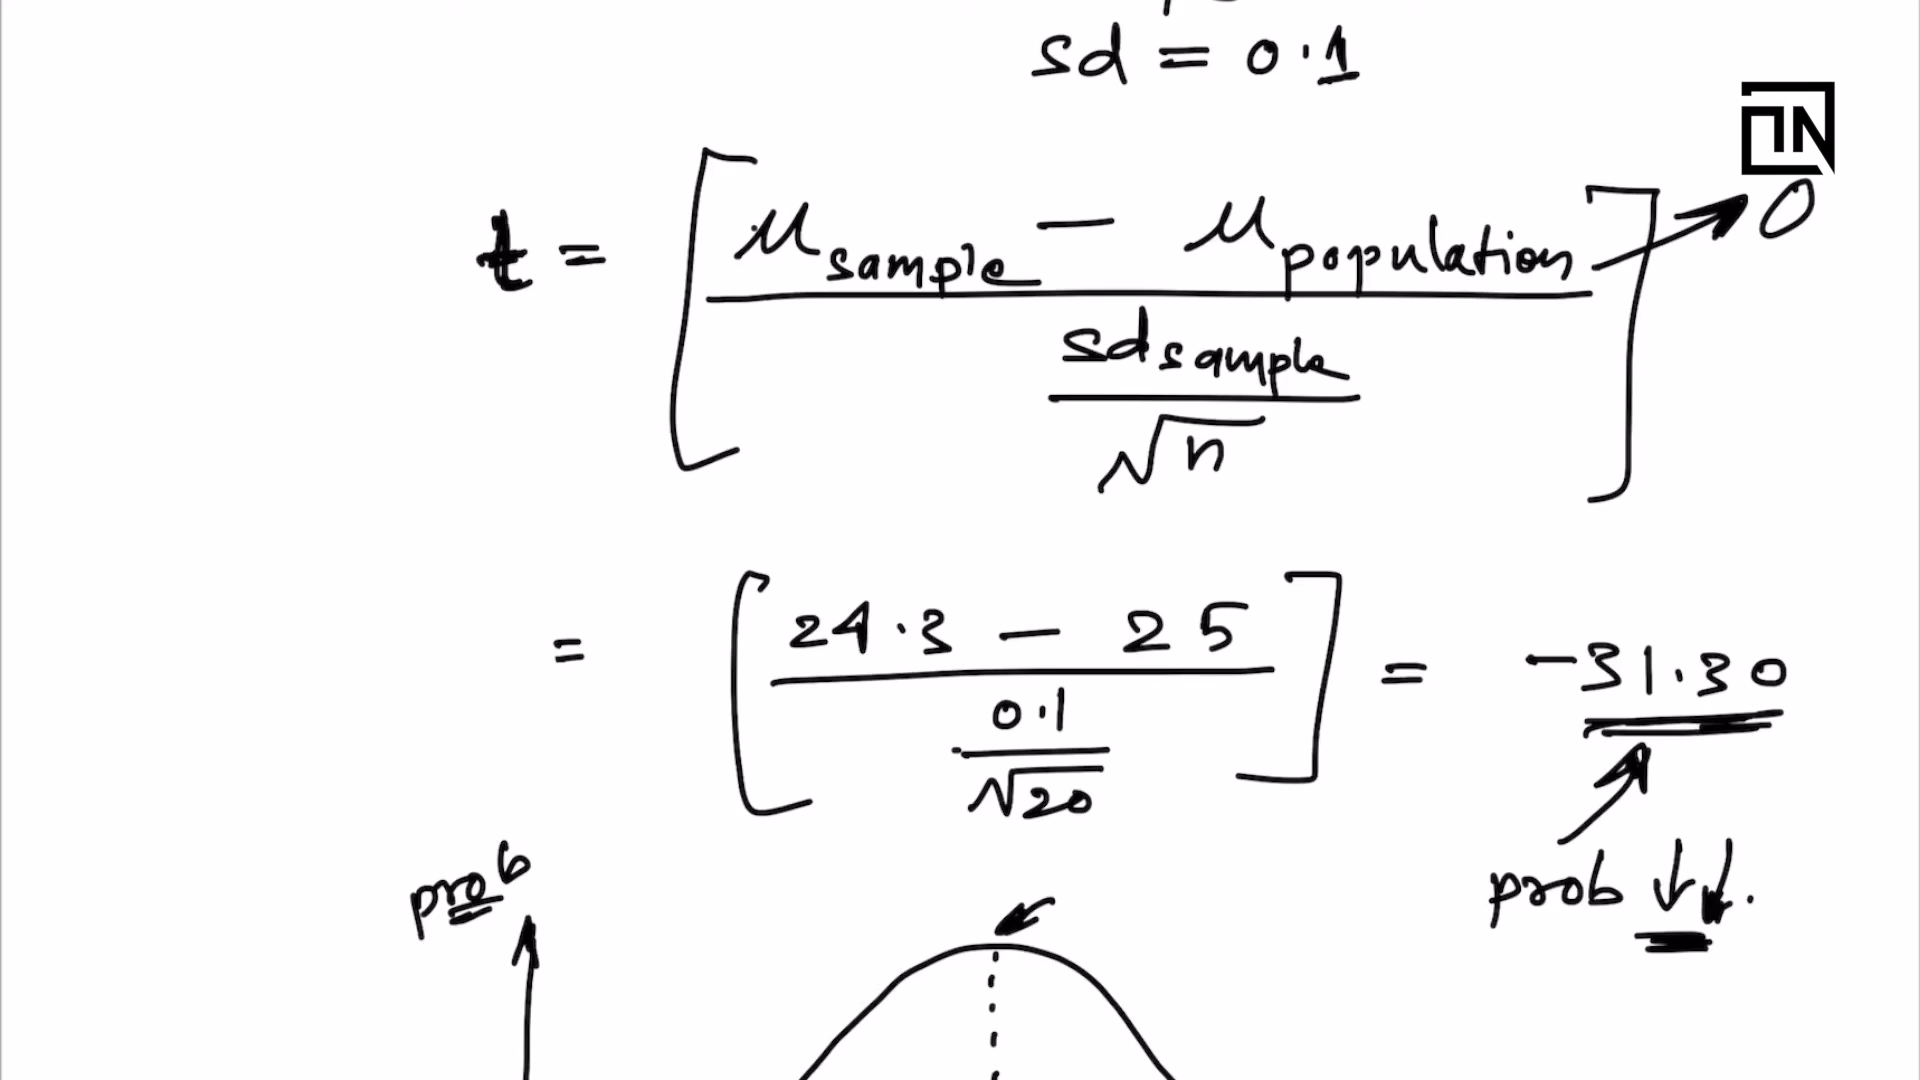 sd = 0.1
t = [ μsample − μpopulation / sdsample / √n ] → 0
= [ 24.3 − 25 / 0.1 / √20 ] = −31.30
prob ↓↓.
prob